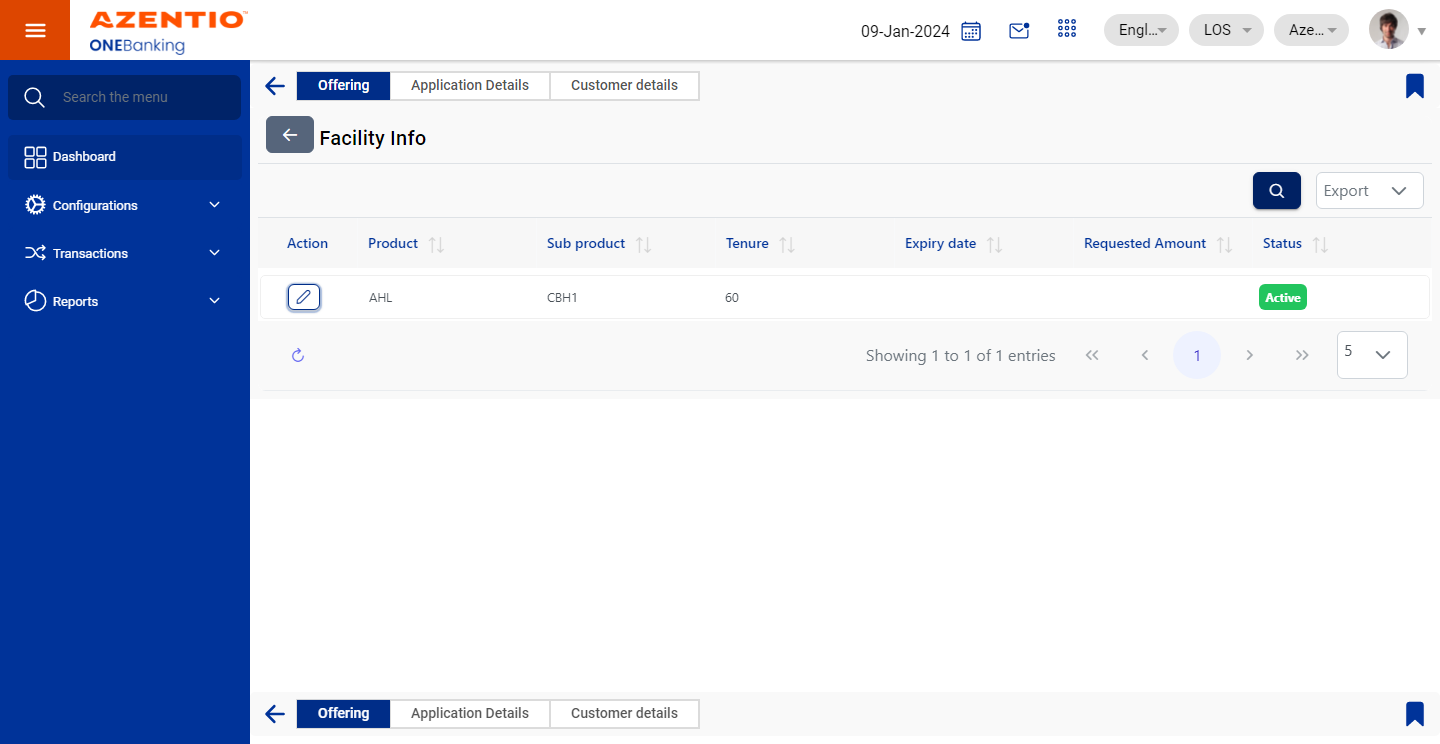 AZENTIO™
ONEBanking
09-Jan-2024
Engl...
LOS
Aze...
Search the menu
Dashboard
Configurations
Transactions
Reports
Offering
Application Details
Customer details
Facility Info
Export
Action Product Sub product Tenure Expiry date Requested Amount Status
AHL CBH1 60 Active
Showing 1 to 1 of 1 entries
1
5
Offering
Application Details
Customer details